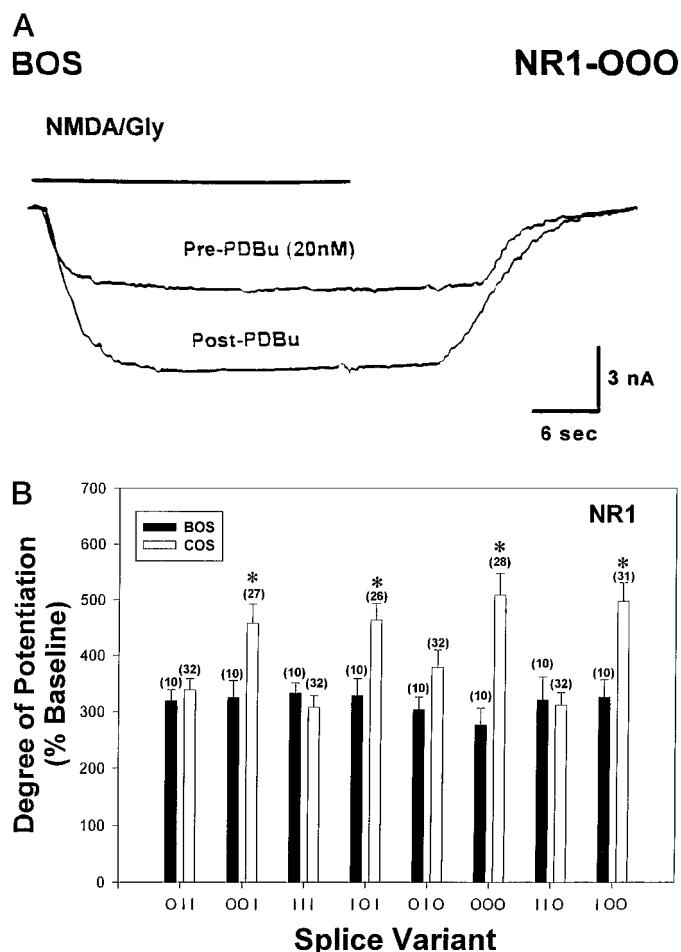 A
BOS NR1-OOO
NMDA/Gly
Pre-PDBu (20nM)
Post-PDBu
3 nA
6 sec
B
700
600
500
400
300
200
100
0
Degree of Potentiation
(% Baseline)
BOS
COS
NR1
(10) (32)
(10) * (27)
(10) (32)
(10) * (26)
(10) (32)
(10) * (28)
(10) (32)
(10) * (31)
011 001 111 101 010 000 110 100
Splice Variant